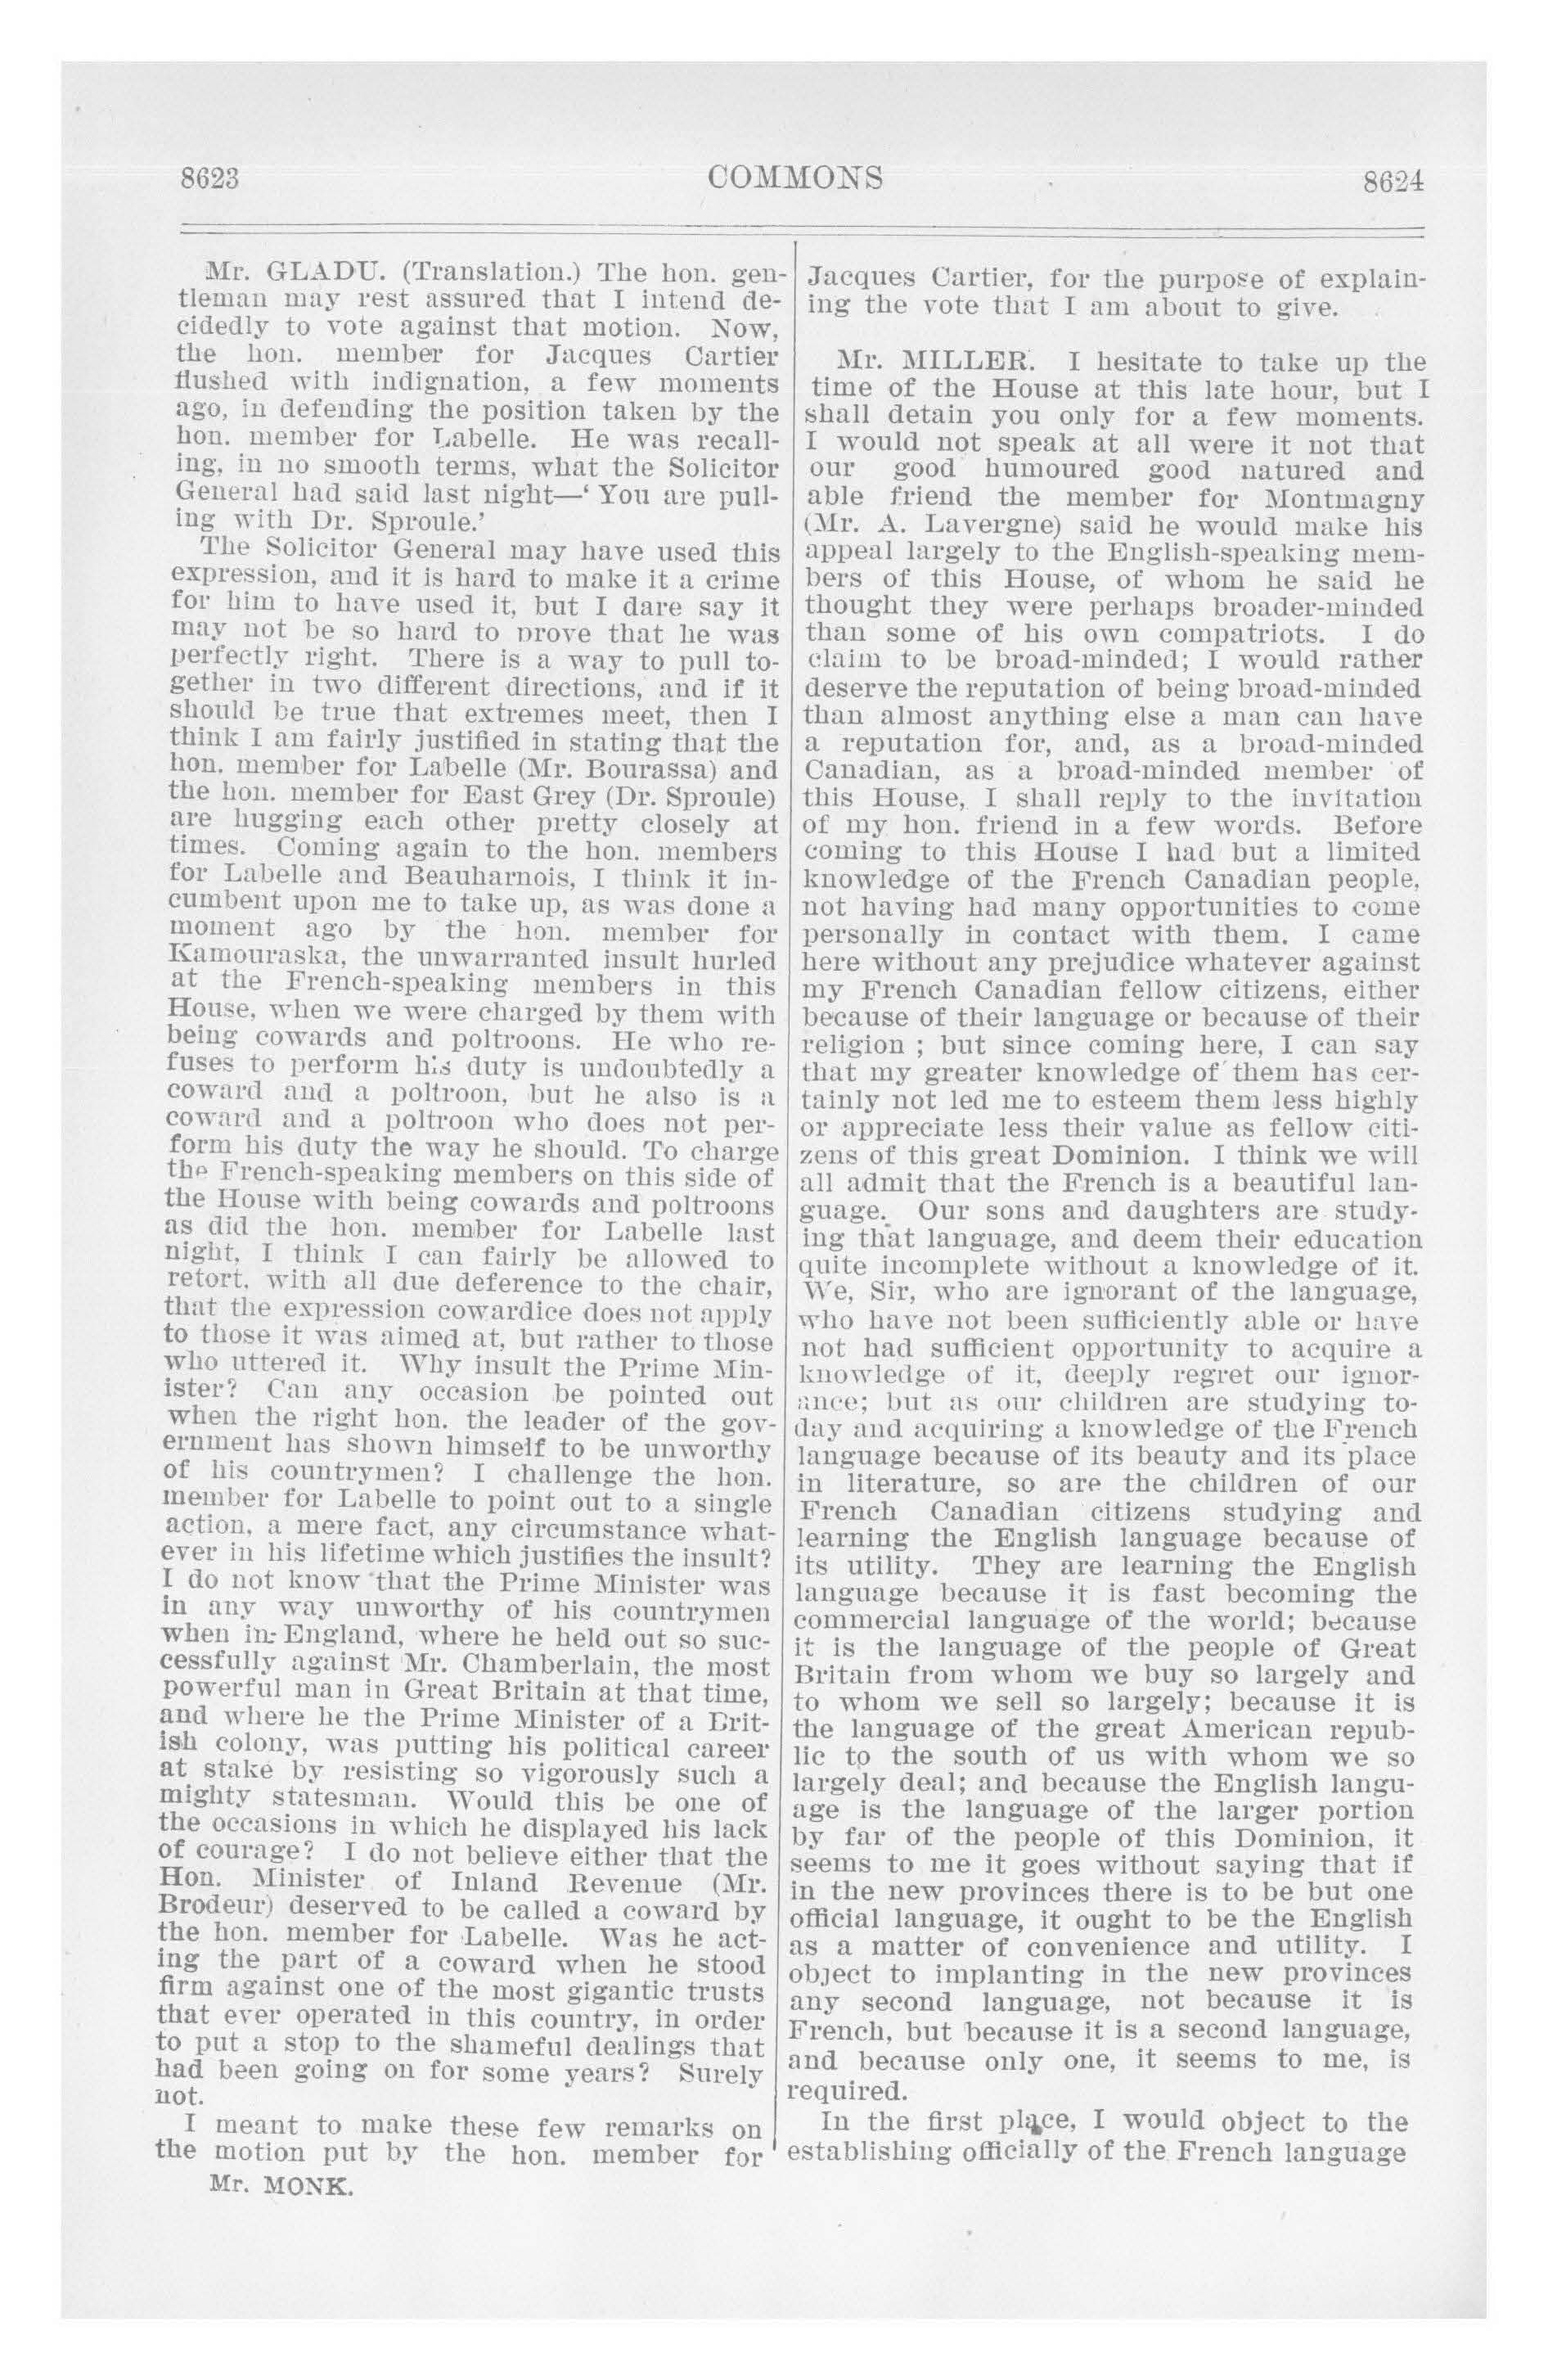 8623
COMMONS
8624
Mr. GLADU. (Translation.) The hon. gen-
tleman may rest assured that I intend de-
cidedly to vote against that motion. Now,
the hon. member for Jacques Cartier
flushed with indignation, a few moments
ago, in defending the position taken by the
hon. member for Labelle. He was recall-
ing, in no smooth terms, what the Solicitor
General had said last night—‘ You are pull-
ing with Dr. Sproule.’
The Solicitor General may have used this
expression, and it is hard to make it a crime
for him to have used it, but I dare say it
may not be so hard to prove that he was
perfectly right. There is a way to pull to-
gether in two different directions, and if it
should be true that extremes meet, then I
think I am fairly justified in stating that the
hon. member for Labelle (Mr. Bourassa) and
the hon. member for East Grey (Dr. Sproule)
are hugging each other pretty closely at
times. Coming again to the hon. members
for Labelle and Beauharnois, I think it in-
cumbent upon me to take up, as was done a
moment ago by the hon. member for
Kamouraska, the unwarranted insult hurled
at the French-speaking members in this
House, when we were charged by them with
being cowards and poltroons. He who re-
fuses to perform his duty is undoubtedly a
coward and a poltroon, but he also is a
coward and a poltroon who does not per-
form his duty the way he should. To charge
the French-speaking members on this side of
the House with being cowards and poltroons
as did the hon. member for Labelle last
night, I think I can fairly be allowed to
retort, with all due deference to the chair,
that the expression cowardice does not apply
to those it was aimed at, but rather to those
who uttered it. Why insult the Prime Min-
ister? Can any occasion be pointed out
when the right hon. the leader of the gov-
ernment has shown himself to be unworthy
of his countrymen? I challenge the hon.
member for Labelle to point out to a single
action, a mere fact, any circumstance what-
ever in his lifetime which justifies the insult?
I do not know that the Prime Minister was
in any way unworthy of his countrymen
when in England, where he held out so suc-
cessfully against Mr. Chamberlain, the most
powerful man in Great Britain at that time,
and where he the Prime Minister of a Brit-
ish colony, was putting his political career
at stake by resisting so vigorously such a
mighty statesman. Would this be one of
the occasions in which he displayed his lack
of courage? I do not believe either that the
Hon. Minister of Inland Revenue (Mr.
Brodeur) deserved to be called a coward by
the hon. member for Labelle. Was he act-
ing the part of a coward when he stood
firm against one of the most gigantic trusts
that ever operated in this country, in order
to put a stop to the shameful dealings that
had been going on for some years? Surely
not.
I meant to make these few remarks on
the motion put by the hon. member for
Mr. MONK.
Jacques Cartier, for the purpose of explain-
ing the vote that I am about to give.
Mr. MILLER. I hesitate to take up the
time of the House at this late hour, but I
shall detain you only for a few moments.
I would not speak at all were it not that
our good humoured good natured and
able friend the member for Montmagny
(Mr. A. Lavergne) said he would make his
appeal largely to the English-speaking mem-
bers of this House, of whom he said he
thought they were perhaps broader-minded
than some of his own compatriots. I do
claim to be broad-minded; I would rather
deserve the reputation of being broad-minded
than almost anything else a man can have
a reputation for, and, as a broad-minded
Canadian, as a broad-minded member of
this House, I shall reply to the invitation
of my hon. friend in a few words. Before
coming to this House I had but a limited
knowledge of the French Canadian people,
not having had many opportunities to come
personally in contact with them. I came
here without any prejudice whatever against
my French Canadian fellow citizens, either
because of their language or because of their
religion ; but since coming here, I can say
that my greater knowledge of them has cer-
tainly not led me to esteem them less highly
or appreciate less their value as fellow citi-
zens of this great Dominion. I think we will
all admit that the French is a beautiful lan-
guage. Our sons and daughters are study-
ing that language, and deem their education
quite incomplete without a knowledge of it.
We, Sir, who are ignorant of the language,
who have not been sufficiently able or have
not had sufficient opportunity to acquire a
knowledge of it, deeply regret our ignor-
ance; but as our children are studying to-
day and acquiring a knowledge of the French
language because of its beauty and its place
in literature, so are the children of our
French Canadian citizens studying and
learning the English language because of
its utility. They are learning the English
language because it is fast becoming the
commercial language of the world; because
it is the language of the people of Great
Britain from whom we buy so largely and
to whom we sell so largely; because it is
the language of the great American repub-
lic to the south of us with whom we so
largely deal; and because the English langu-
age is the language of the larger portion
by far of the people of this Dominion, it
seems to me it goes without saying that if
in the new provinces there is to be but one
official language, it ought to be the English
as a matter of convenience and utility. I
object to implanting in the new provinces
any second language, not because it is
French, but because it is a second language,
and because only one, it seems to me, is
required.
In the first place, I would object to the
establishing officially of the French language